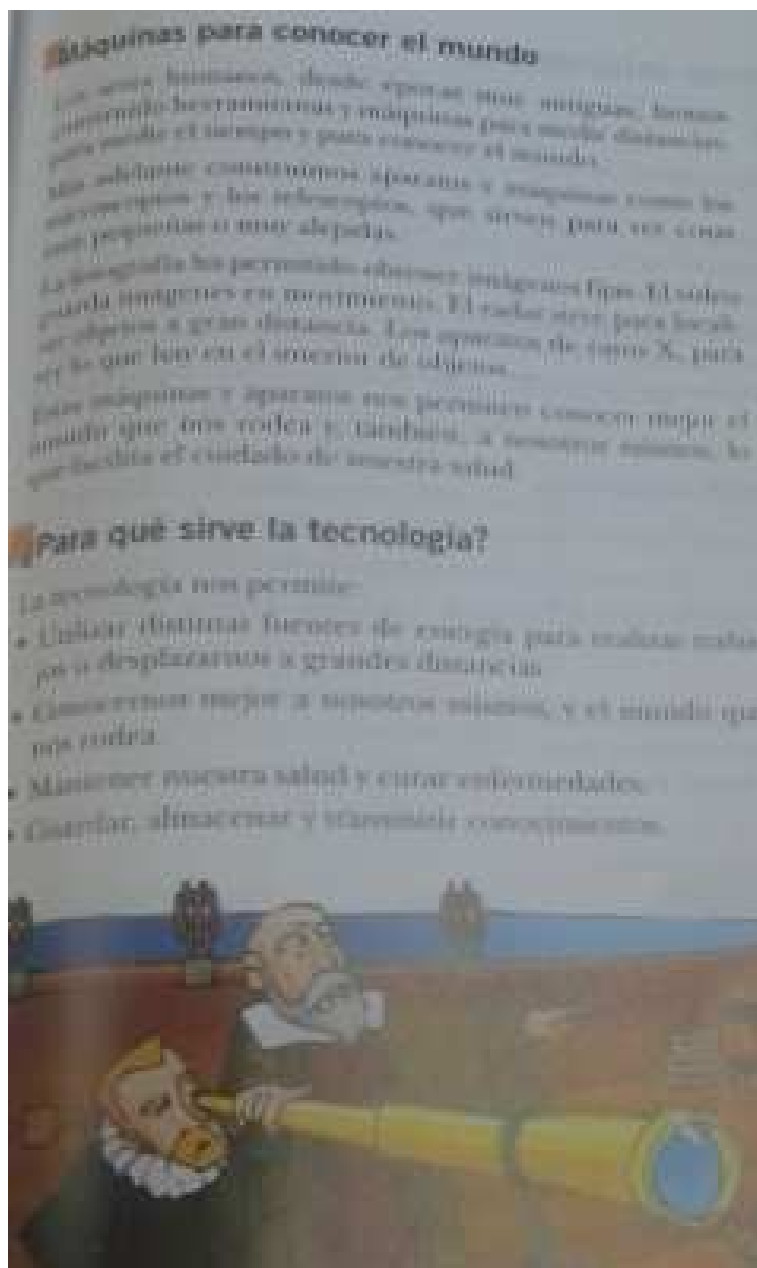 Máquinas para conocer el mundo
Los seres humanos, desde épocas muy antiguas, hemos
construido herramientas y máquinas para medir distancias,
para medir el tiempo y para conocer el mundo.
Más adelante construimos aparatos y máquinas como los
microscopios y los telescopios, que sirven para ver cosas
muy pequeñas o muy alejadas.
La fotografía ha permitido obtener imágenes fijas. El vídeo
guarda imágenes en movimiento. El radar sirve para locali-
zar objetos a gran distancia. Los aparatos de rayos X, para
ver lo que hay en el interior de objetos...
Estas máquinas y aparatos nos permiten conocer mejor el
mundo que nos rodea y, también, a nosotros mismos, lo
que facilita el cuidado de nuestra salud.
¿Para qué sirve la tecnología?
La tecnología nos permite:
• Utilizar distintas fuentes de energía para realizar traba-
jos o desplazarnos a grandes distancias.
• Conocernos mejor a nosotros mismos, y el mundo que
nos rodea.
• Mantener nuestra salud y curar enfermedades.
• Guardar, almacenar y transmitir conocimientos.